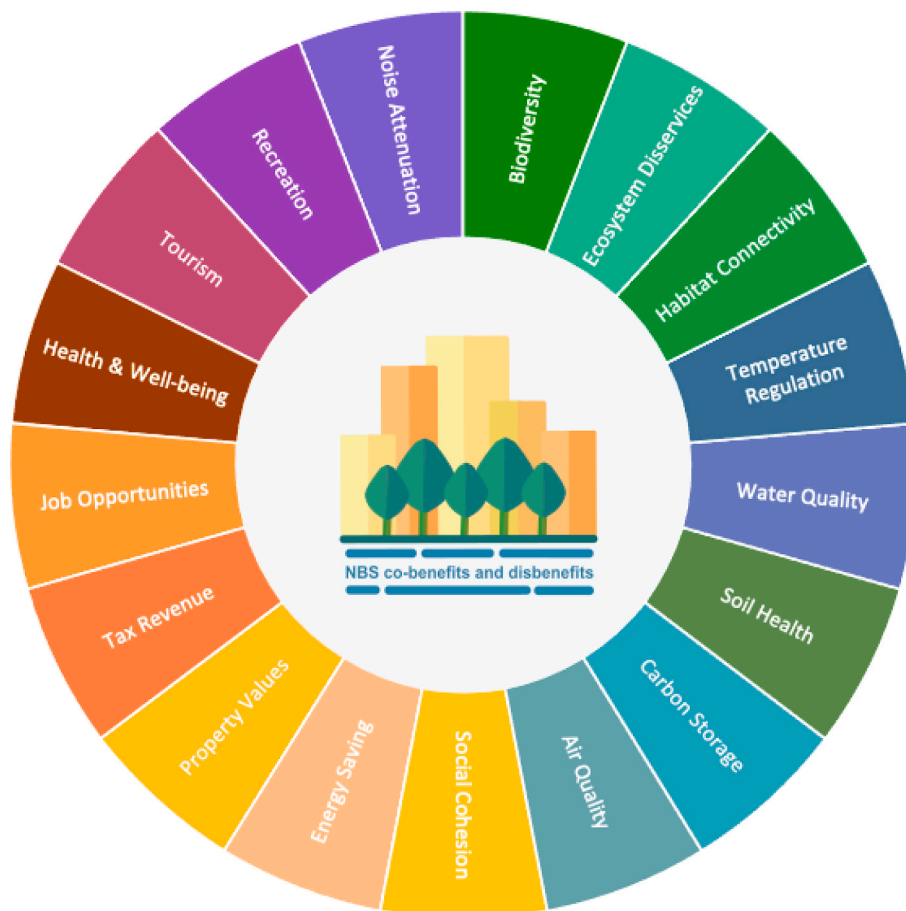 Biodiversity
Ecosystem Disservices
Habitat Connectivity
Temperature
Regulation
Water Quality
Soil Health
Carbon Storage
Air Quality
Social Cohesion
Energy Saving
Property Values
Tax Revenue
Job Opportunities
Health & Well-being
Tourism
Recreation
Noise Attenuation
NBS co-benefits and disbenefits